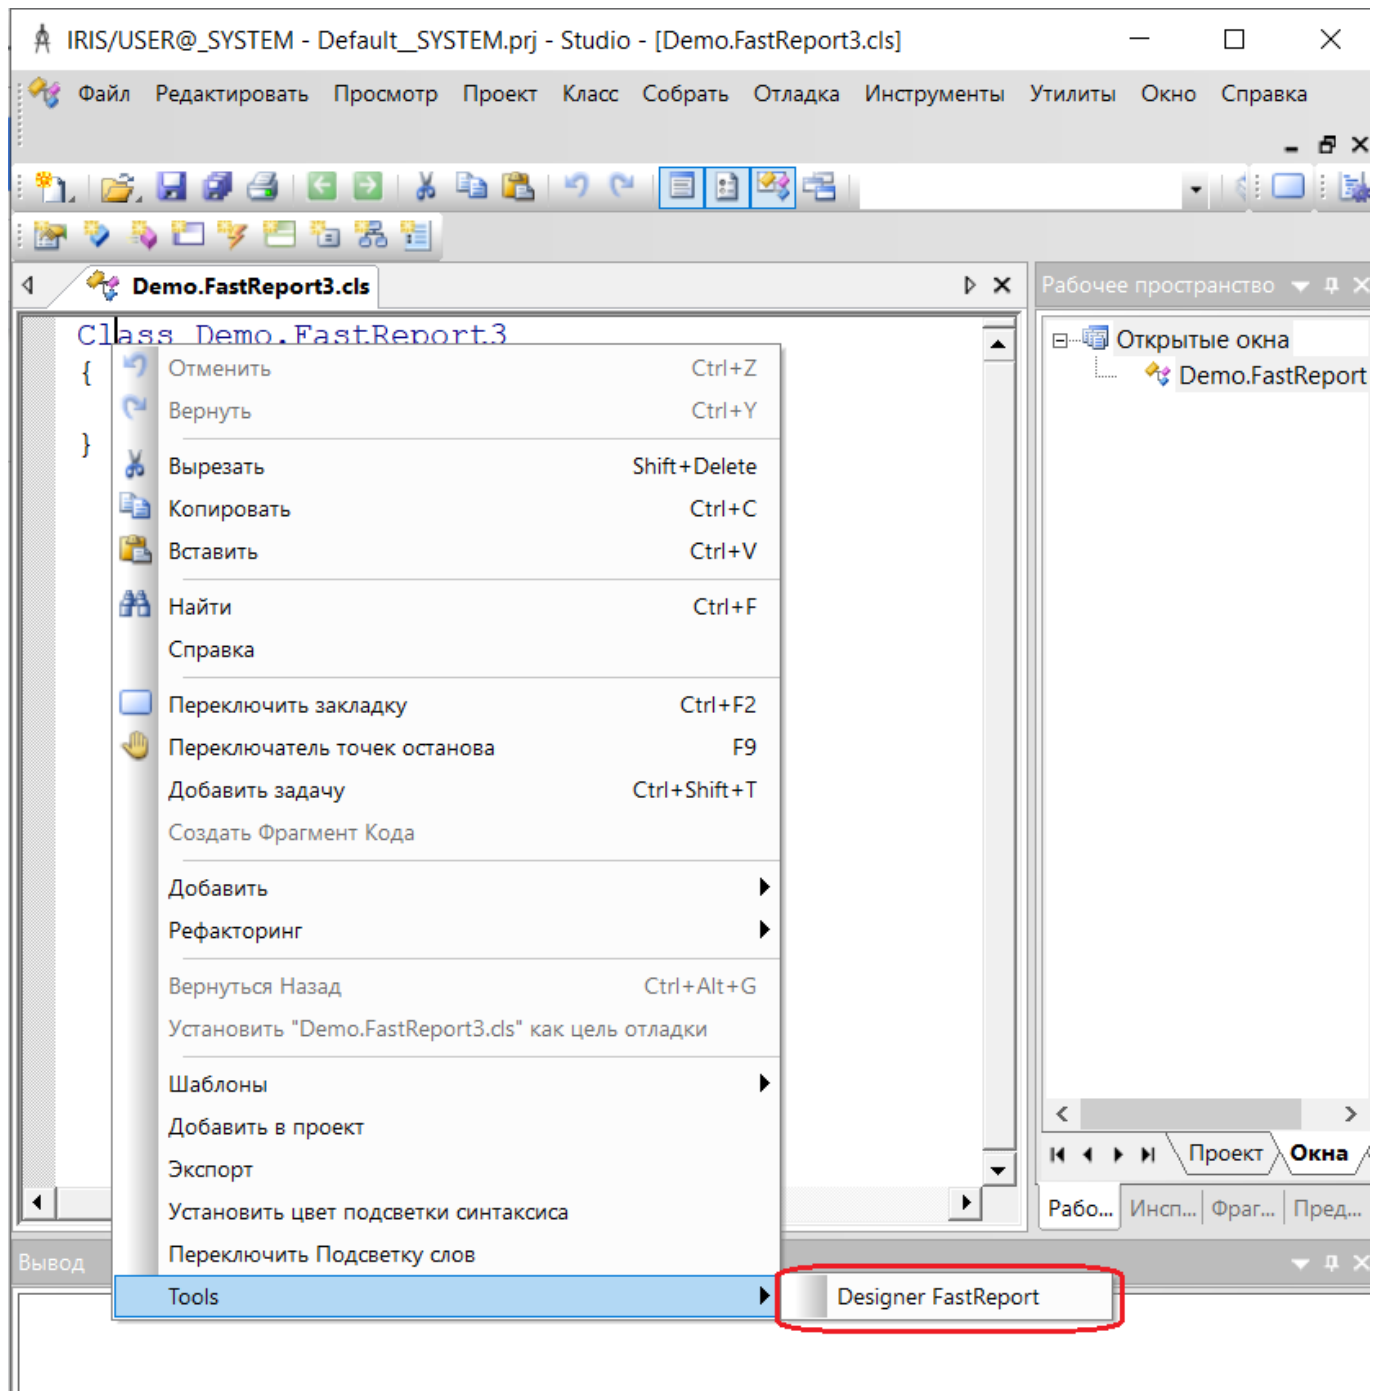 IRIS/USER@_SYSTEM - Default__SYSTEM.prj - Studio - [Demo.FastReport3.cls]
Файл Редактировать Просмотр Проект Класс Собрать Отладка Инструменты Утилиты Окно Справка
Demo.FastReport3.cls
Рабочее пространство
Class Demo.FastReport3
{
}
Открытые окна
Demo.FastReport
Отменить Ctrl+Z
Вернуть Ctrl+Y
Вырезать Shift+Delete
Копировать Ctrl+C
Вставить Ctrl+V
Найти Ctrl+F
Справка
Переключить закладку Ctrl+F2
Переключатель точек останова F9
Добавить задачу Ctrl+Shift+T
Создать Фрагмент Кода
Добавить
Рефакторинг
Вернуться Назад Ctrl+Alt+G
Установить "Demo.FastReport3.cls" как цель отладки
Шаблоны
Добавить в проект
Экспорт
Установить цвет подсветки синтаксиса
Переключить Подсветку слов
Tools
Designer FastReport
Проект Окна
Рабо... Инсп... Фраг... Пред...
Вывод